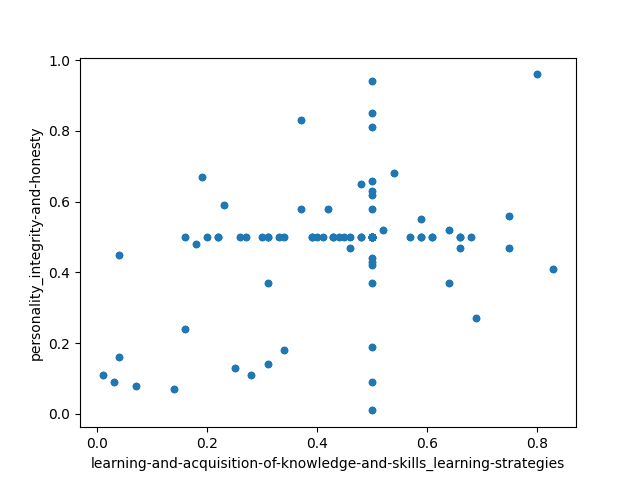 1.0
0.8
0.6
0.4
0.2
0.0
personality_integrity-and-honesty
0.0 0.2 0.4 0.6 0.8
learning-and-acquisition-of-knowledge-and-skills_learning-strategies